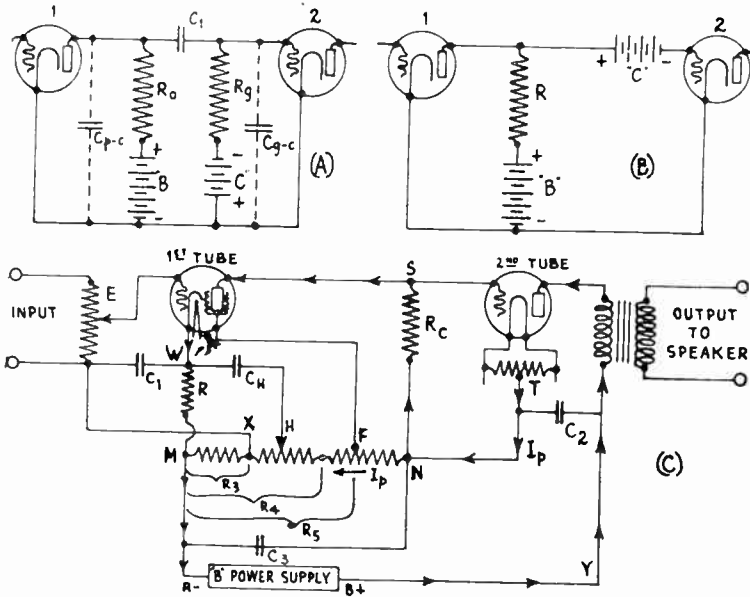 1 C1 2
Ro Rg
Cp-c Cg-c
+ -
B "C"
- +
(A)
1 2
+ "C" -
R
+
"B"
-
(B)
1ST TUBE S 2ND TUBE
INPUT E RC OUTPUT TO SPEAKER
W
C1 R CH T
X H F C2
M N IP (C)
R3 IP
R4
R5
C3 Y
B- "B" POWER SUPPLY B+